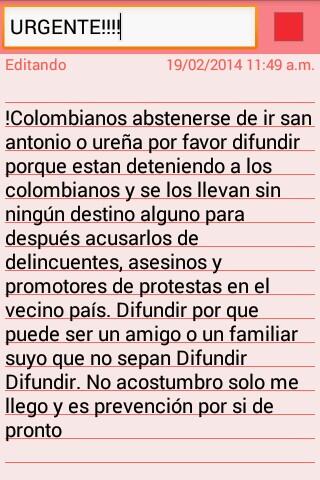 URGENTE!!!!
Editando 19/02/2014 11:49 a.m.
!Colombianos abstenerse de ir san
antonio o ureña por favor difundir
porque estan deteniendo a los
colombianos y se los llevan sin
ningún destino alguno para
después acusarlos de
delincuentes, asesinos y
promotores de protestas en el
vecino país. Difundir por que
puede ser un amigo o un familiar
suyo que no sepan Difundir
Difundir. No acostumbro solo me
llego y es prevención por si de
pronto